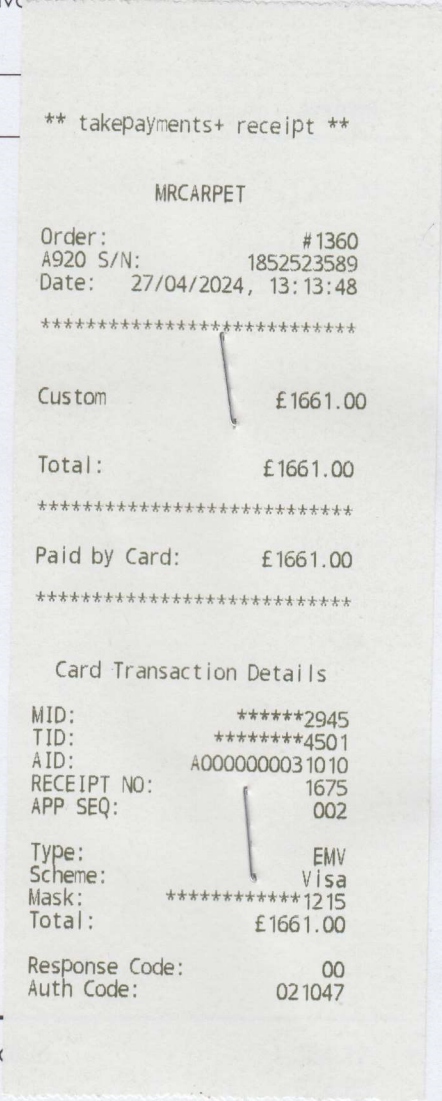 ** takepayments+ receipt **
MRCARPET
Order: #1360
A920 S/N: 1852523589
Date: 27/04/2024, 13:13:48
****************************
Custom £1661.00
Total: £1661.00
****************************
Paid by Card: £1661.00
****************************
Card Transaction Details
MID: ******2945
TID: ********4501
AID: A0000000031010
RECEIPT NO: 1675
APP SEQ: 002
Type: EMV
Scheme: Visa
Mask: ************1215
Total: £1661.00
Response Code: 00
Auth Code: 021047